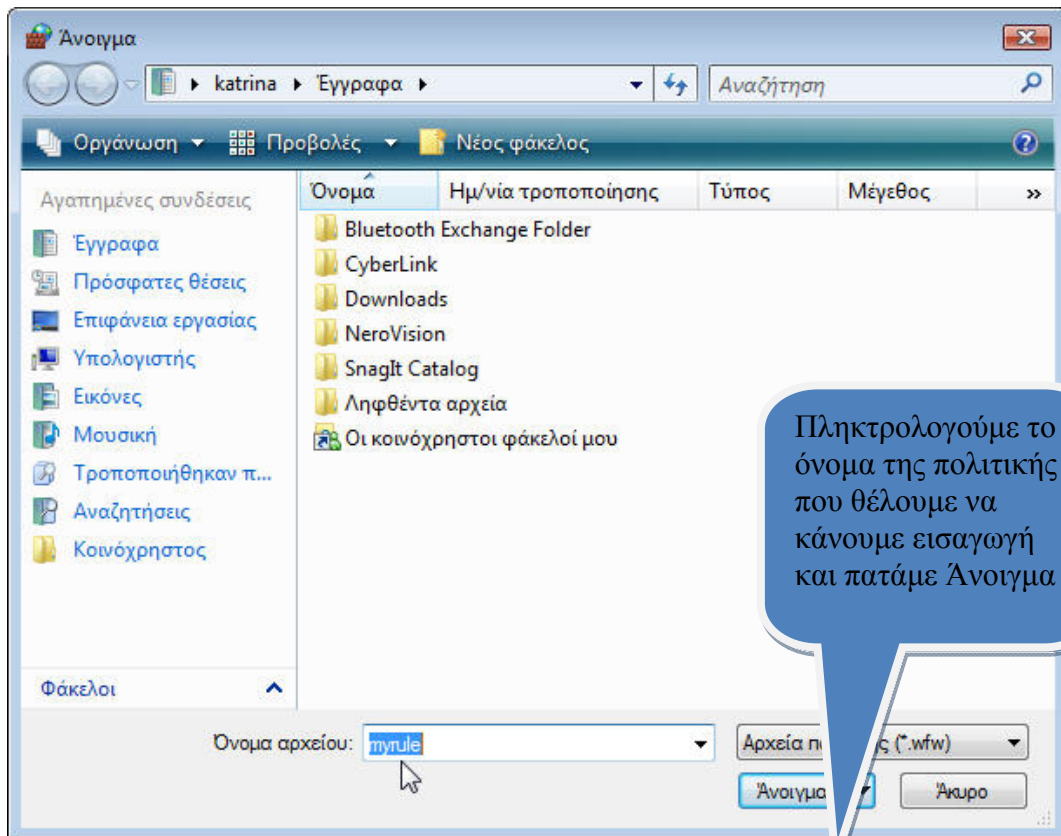 Άνοιγμα
katrina Έγγραφα
Αναζήτηση
Οργάνωση Προβολές Νέος φάκελος
Αγαπημένες συνδέσεις
Έγγραφα
Πρόσφατες θέσεις
Επιφάνεια εργασίας
Υπολογιστής
Εικόνες
Μουσική
Τροποποιήθηκαν π...
Αναζητήσεις
Κοινόχρηστος
Φάκελοι
Όνομα Ημ/νία τροποποίησης Τύπος Μέγεθος »
Bluetooth Exchange Folder
CyberLink
Downloads
NeroVision
SnagIt Catalog
Ληφθέντα αρχεία
Οι κοινόχρηστοι φάκελοί μου
Πληκτρολογούμε το
όνομα της πολιτικής
που θέλουμε να
κάνουμε εισαγωγή
και πατάμε Άνοιγμα
Όνομα αρχείου: myrule
Αρχεία (*.wfw)
Άνοιγμα Άκυρο